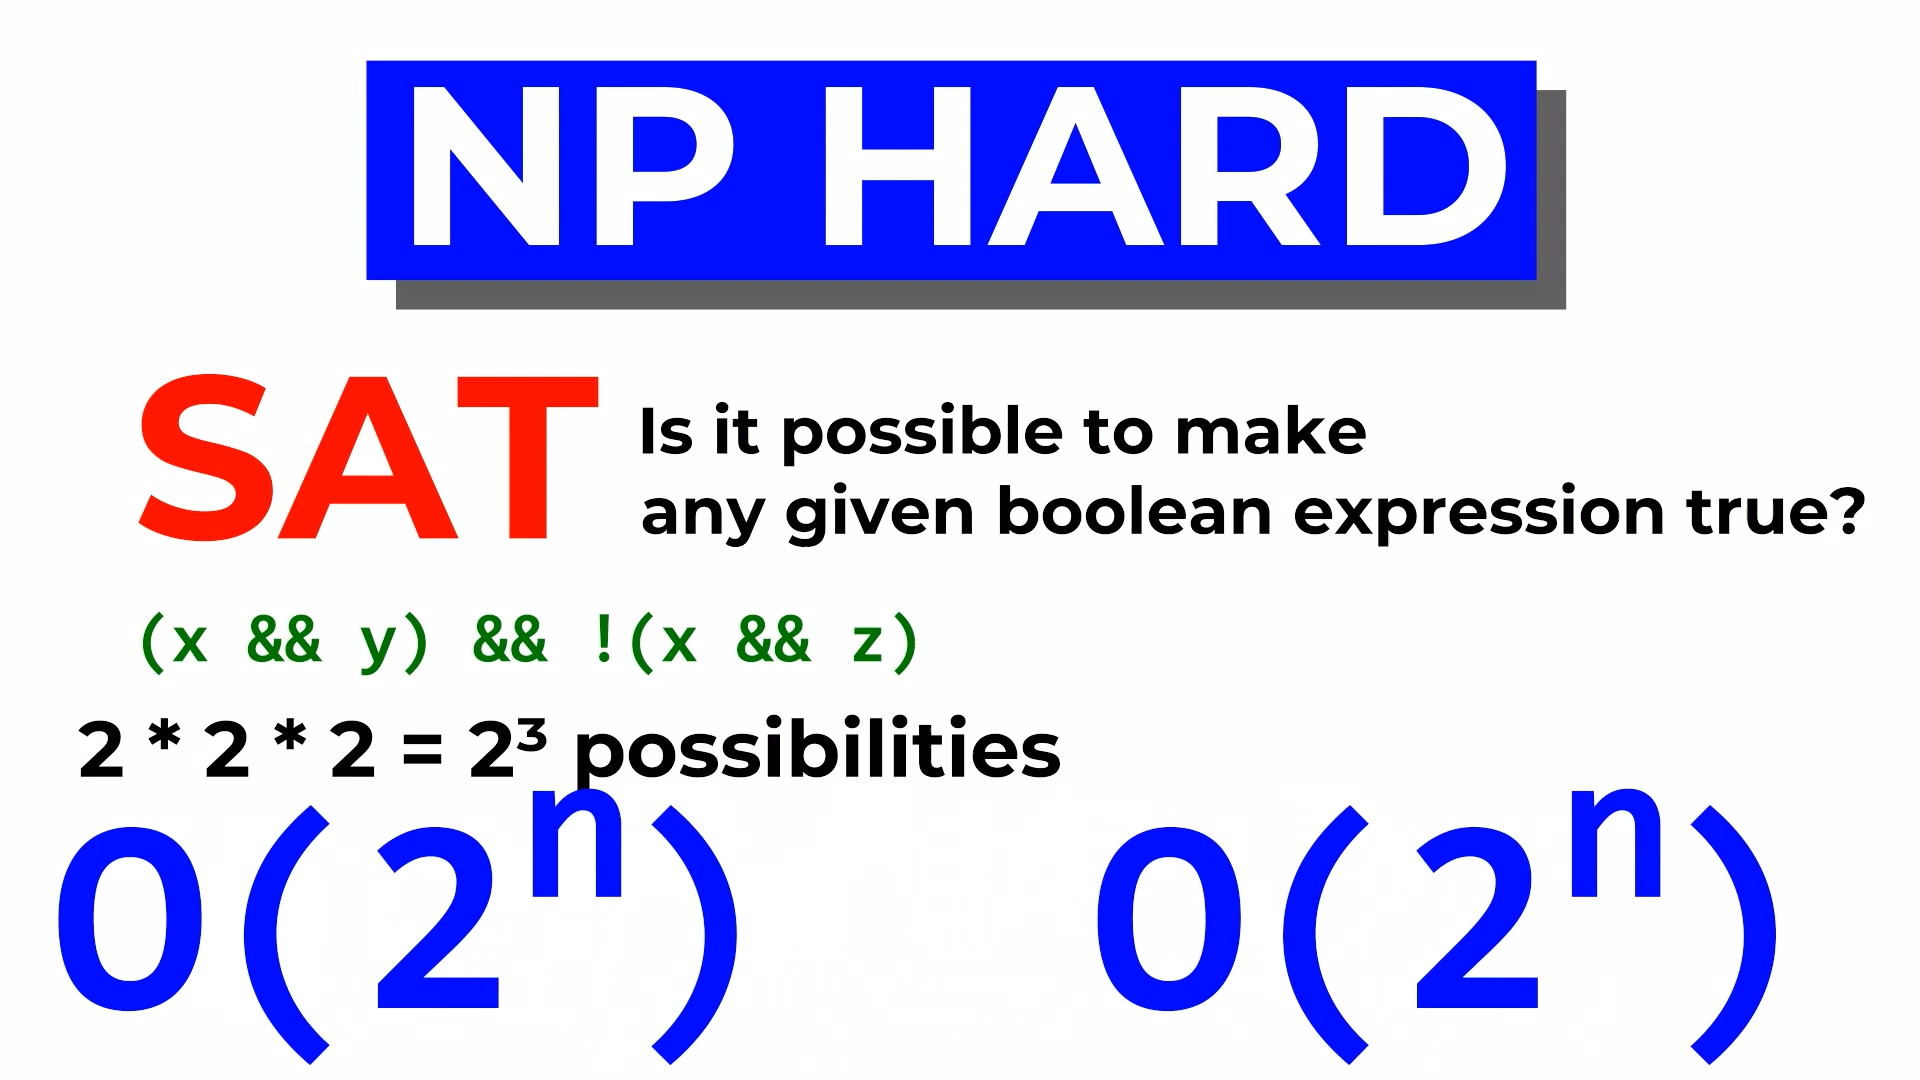 NP HARD
SAT
Is it possible to make
any given boolean expression true?
(x && y) && !(x && z)
2 * 2 * 2 = 2³ possibilities
O(2ⁿ)
O(2ⁿ)